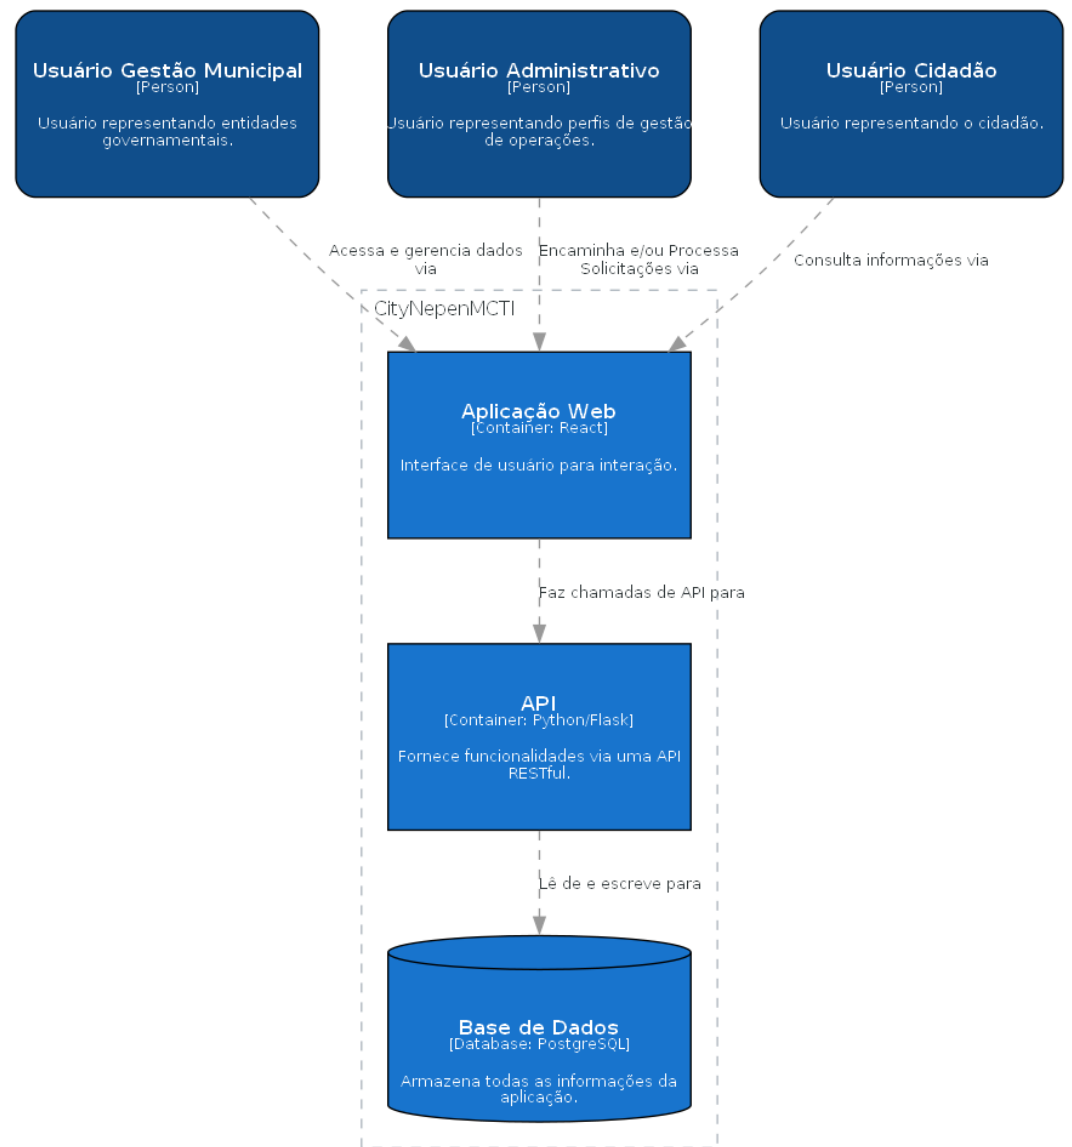 Usuário Gestão Municipal
[Person]
Usuário representando entidades
governamentais.
Usuário Administrativo
[Person]
Usuário representando perfis de gestão
de operações.
Usuário Cidadão
[Person]
Usuário representando o cidadão.
Acessa e gerencia dados
via
Encaminha e/ou Processa
Solicitações via
Consulta informações via
CityNepenMCTI
Aplicação Web
[Container: React]
Interface de usuário para interação.
Faz chamadas de API para
API
[Container: Python/Flask]
Fornece funcionalidades via uma API
RESTful.
Lê de e escreve para
Base de Dados
[Database: PostgreSQL]
Armazena todas as informações da
aplicação.